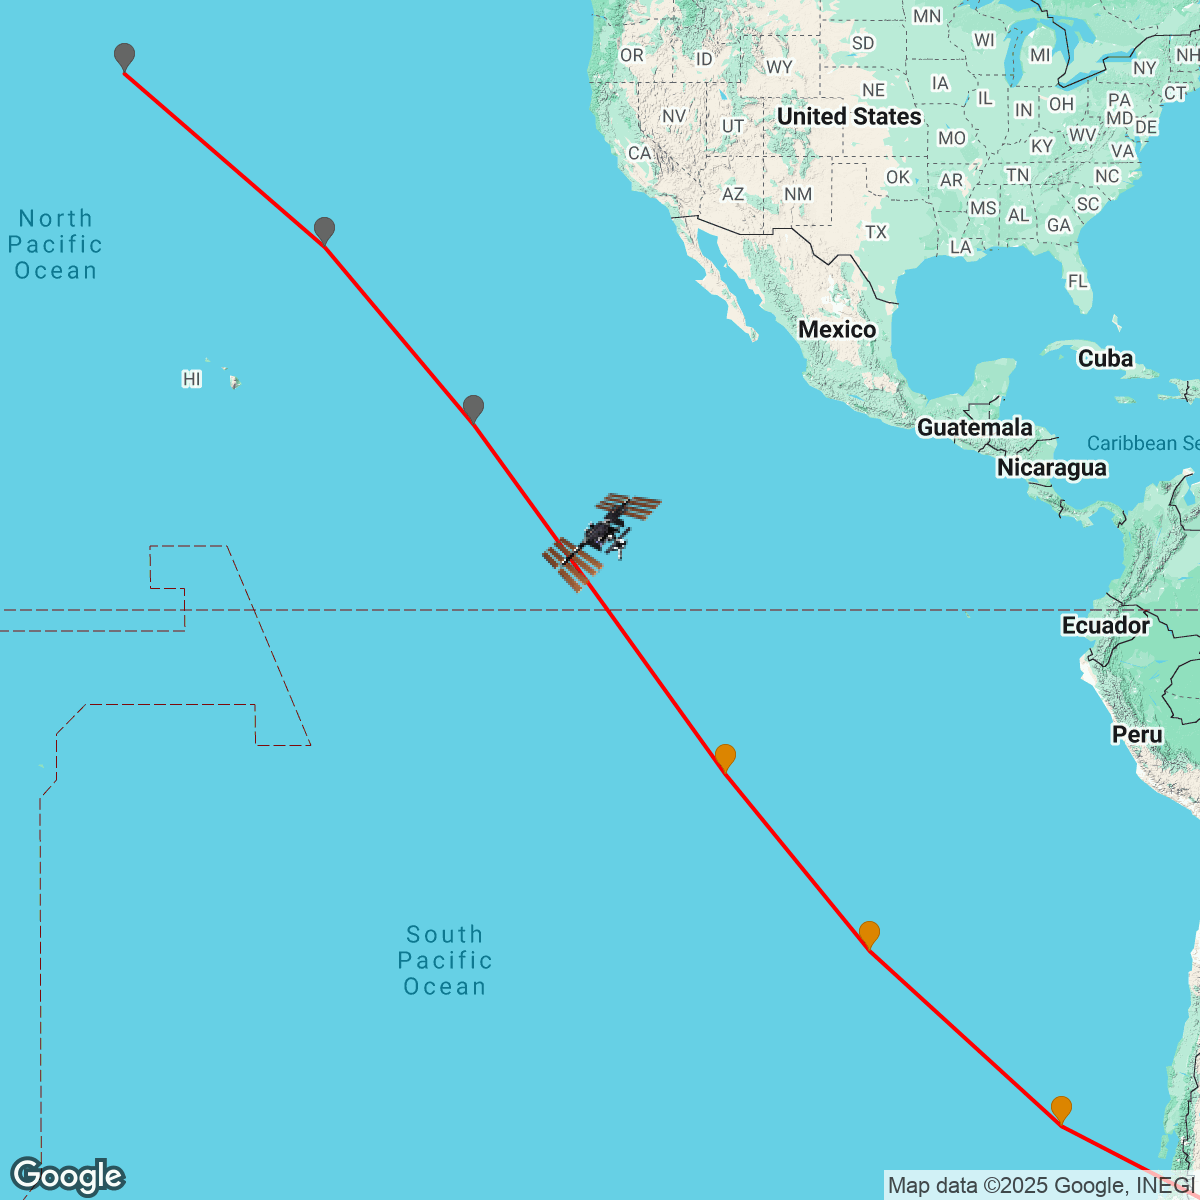 MN
OR
ID
SD
WI
MI
WY
NY
NH
NE
IA
IL
IN
OH
PA
CT
NV
UT
United States
MD
DE
MO
WV
KY
VA
CA
OK
AR
TN
NC
AZ
NM
MS
AL
SC
GA
TX
LA
FL
North
Pacific
Ocean
Mexico
Cuba
HI
Guatemala
Caribbean Se
Nicaragua
Ecuador
Peru
South
Pacific
Ocean
Google
Map data ©2025 Google, INEGI